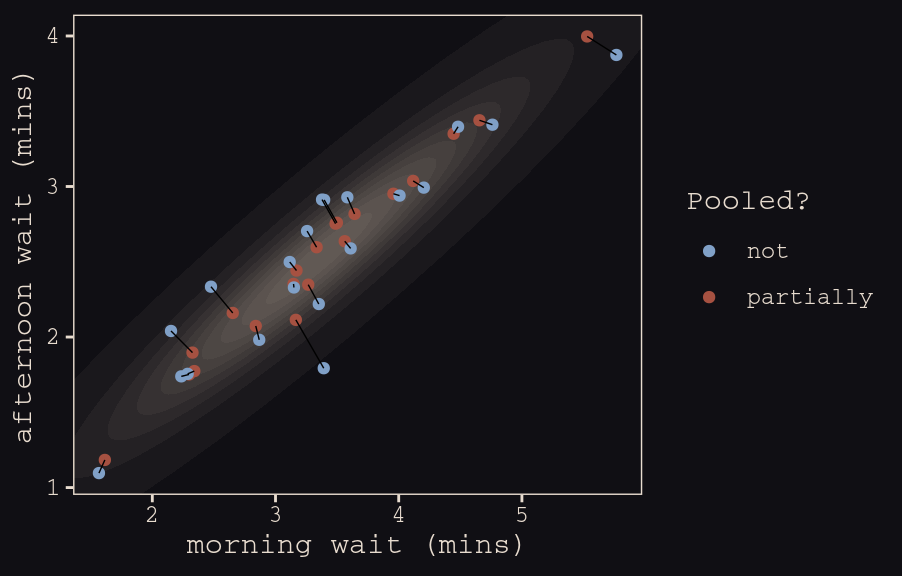 4
3
2
1
afternoon wait (mins)
2 3 4 5
morning wait (mins)
Pooled?
not
partially